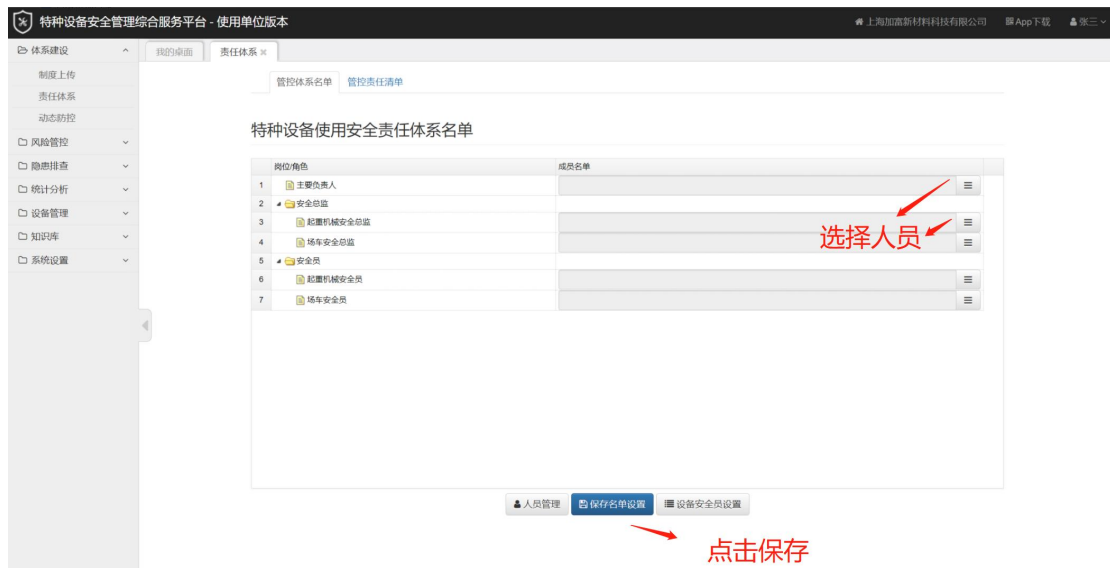 特种设备安全管理综合服务平台 - 使用单位版本
上海加富新材料科技有限公司 App下载 张三
体系建设
制度上传
责任体系
动态防控
风险管控
隐患排查
统计分析
设备管理
知识库
系统设置
我的桌面 责任体系
管控体系名单 管控责任清单
特种设备使用安全责任体系名单
岗位/角色 成员名单
1 主要负责人
2 安全总监
3 起重机械安全总监
4 场车安全总监
5 安全员
6 起重机械安全员
7 场车安全员
选择人员
人员管理 保存名单设置 设备安全员设置
点击保存